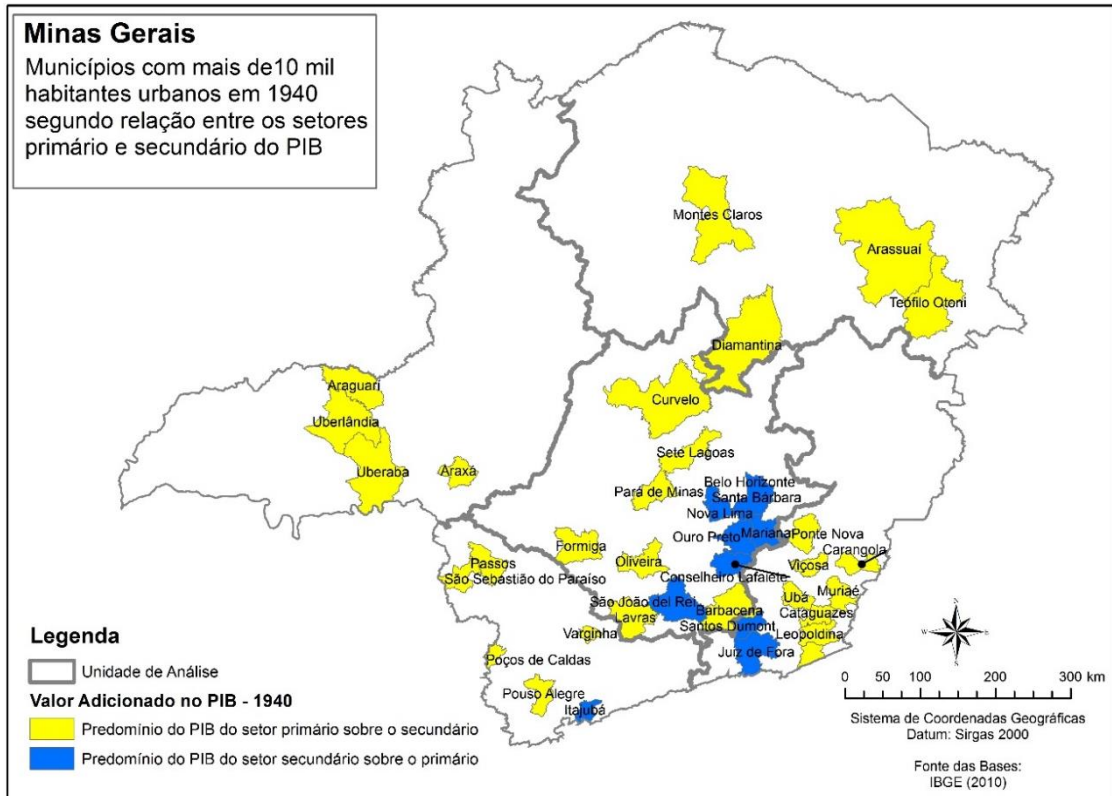 Minas Gerais
Municípios com mais de10 mil
habitantes urbanos em 1940
segundo relação entre os setores
primário e secundário do PIB
Montes Claros
Arassuaí
Teófilo Otoni
Diamantina
Araguari
Curvelo
Uberlândia
Sete Lagoas
Uberaba
Araxá
Belo Horizonte
Pará de Minas
Santa Bárbara
Nova Lima
Ouro Preto
Mariana
Ponte Nova
Formiga
Carangola
Passos
Oliveira
Viçosa
São Sebastião do Paraíso
Conselheiro Lafaiete
Muriaé
Ubá
São João del Rei
Barbacena
Cataguazes
Lavras
Santos Dumont
Leopoldina
Varginha
Juiz de Fora
Poços de Caldas
Pouso Alegre
Itajubá
N
Legenda
Unidade de Análise
Valor Adicionado no PIB - 1940
Predomínio do PIB do setor primário sobre o secundário
Predomínio do PIB do setor secundário sobre o primário
0 100 200 300 km
Sistema de Coordenadas Geográficas
Datum: Sirgas 2000
Fonte das Bases:
IBGE (2010)